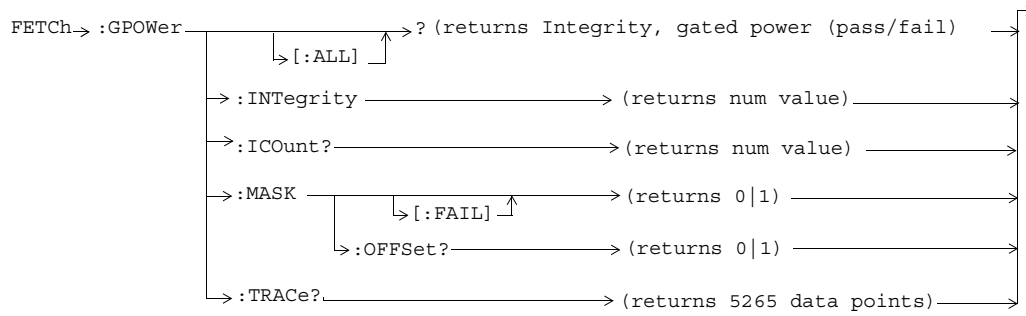 FETCh :GPOWer ? (returns Integrity, gated power (pass/fail)
[:ALL]
:INTegrity (returns num value)
:ICOunt? (returns num value)
:MASK (returns 0|1)
[:FAIL]
:OFFSet? (returns 0|1)
:TRACe? (returns 5265 data points)